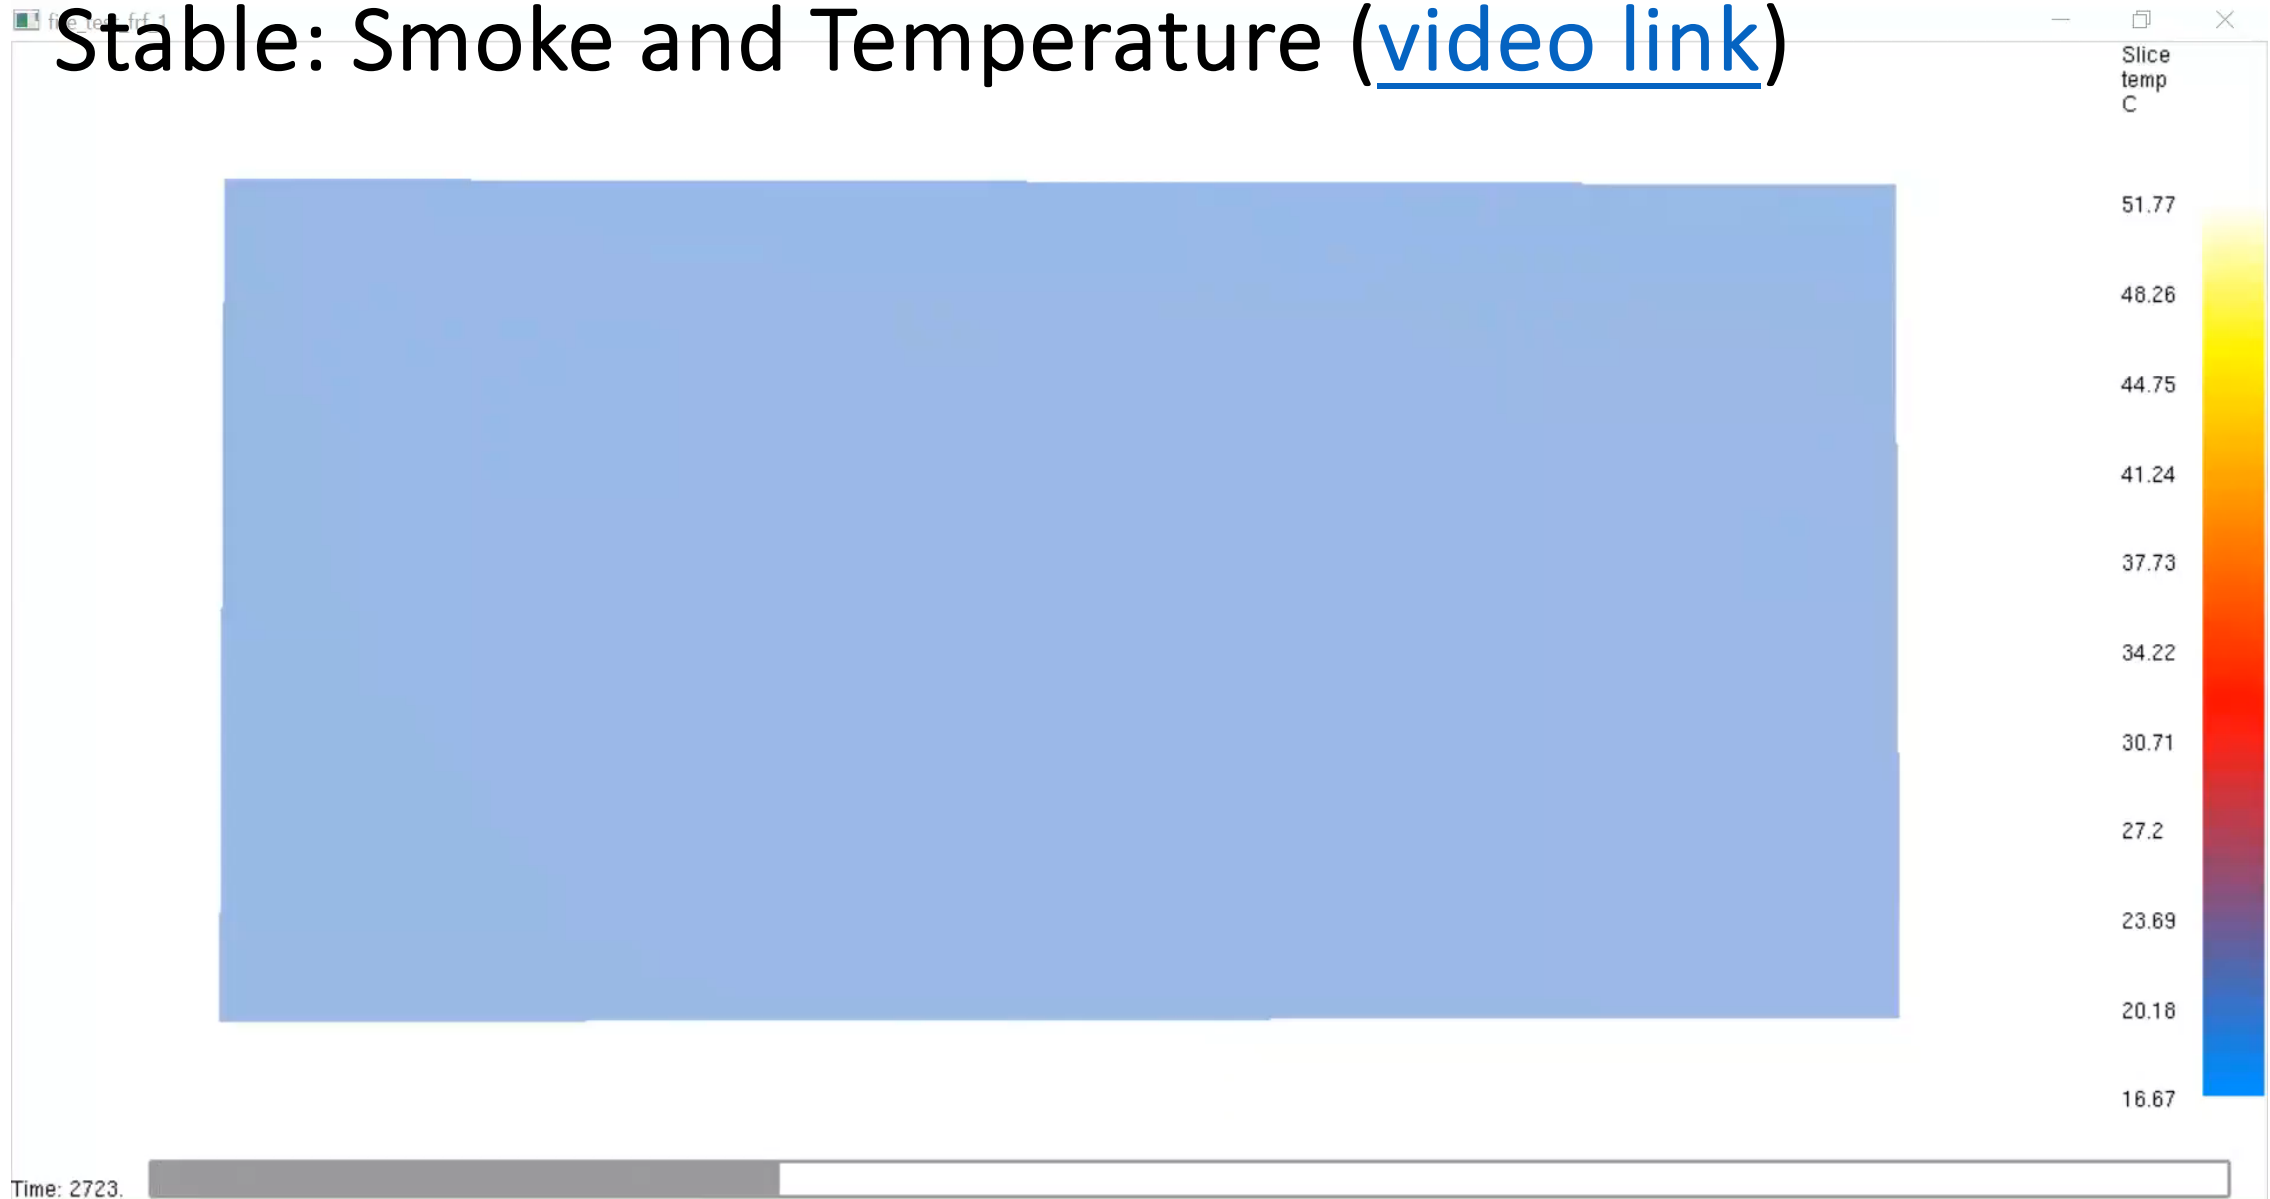 Stable: Smoke and Temperature (video link)
Slice
temp
C
51.77
48.26
44.75
41.24
37.73
34.22
30.71
27.2
23.69
20.18
16.67
Time: 2723.